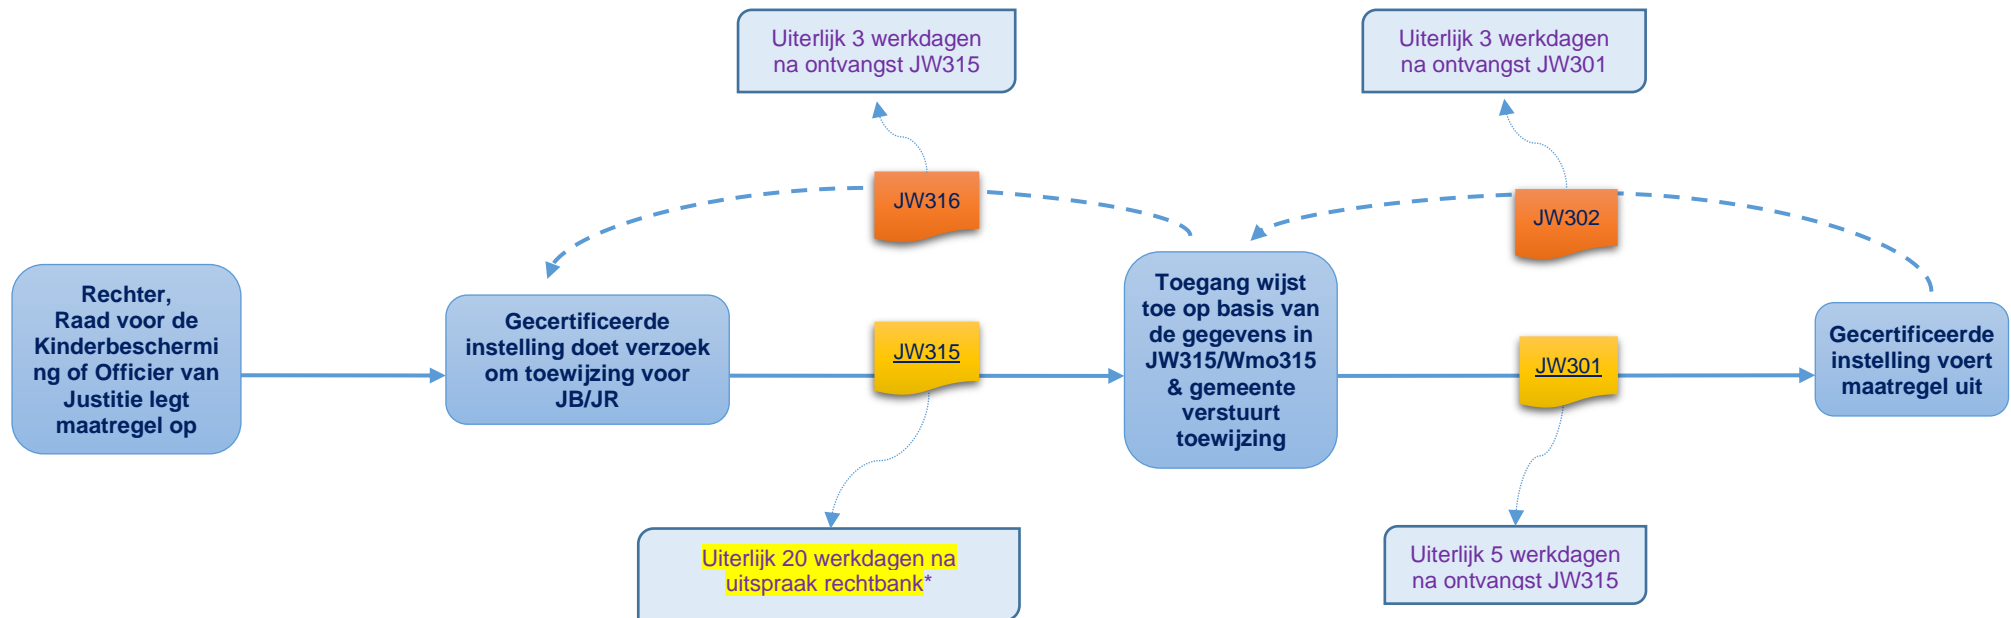 Uiterlijk 3 werkdagen
na ontvangst JW315
Uiterlijk 3 werkdagen
na ontvangst JW301
JW316
JW302
Rechter,
Raad voor de
Kinderbeschermi
ng of Officier van
Justitie legt
maatregel op
Gecertificeerde
instelling doet verzoek
om toewijzing voor
JB/JR
JW315
Toegang wijst
toe op basis van
de gegevens in
JW315/Wmo315
& gemeente
verstuurt
toewijzing
JW301
Gecertificeerde
instelling voert
maatregel uit
Uiterlijk 20 werkdagen na
uitspraak rechtbank*
Uiterlijk 5 werkdagen
na ontvangst JW315